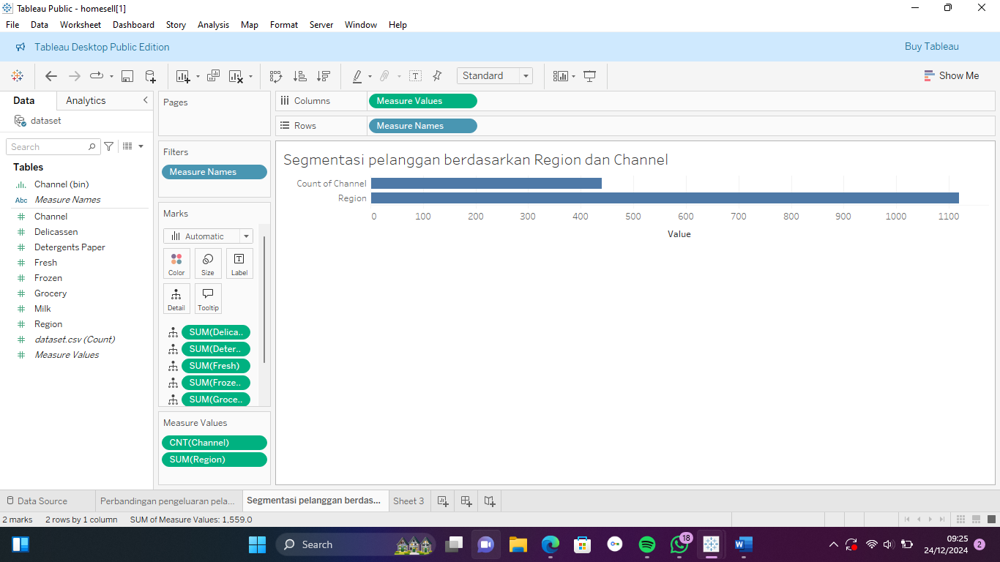 Tableau Public - homesell[1]
File Data Worksheet Dashboard Story Analysis Map Format Server Window Help
Tableau Desktop Public Edition
Buy Tableau
Standard
Show Me
Data
Analytics
dataset
Search
Tables
Channel (bin)
Abc Measure Names
Channel
Delicassen
Detergents Paper
Fresh
Frozen
Grocery
Milk
Region
dataset.csv (Count)
Measure Values
Pages
Filters
Measure Names
Marks
Automatic
Color Size Label
Detail Tooltip
SUM(Delica..
SUM(Deter..
SUM(Fresh)
SUM(Froze..
SUM(Groce..
Measure Values
CNT(Channel)
SUM(Region)
Columns Measure Values
Rows Measure Names
Segmentasi pelanggan berdasarkan Region dan Channel
Count of Channel
Region
0 100 200 300 400 500 600 700 800 900 1000 1100
Value
Data Source
Perbandingan pengeluaran pela...
Segmentasi pelanggan berdas...
Sheet 3
2 marks 2 rows by 1 column SUM of Measure Values: 1,559.0
Search
18
09:25
24/12/2024
2